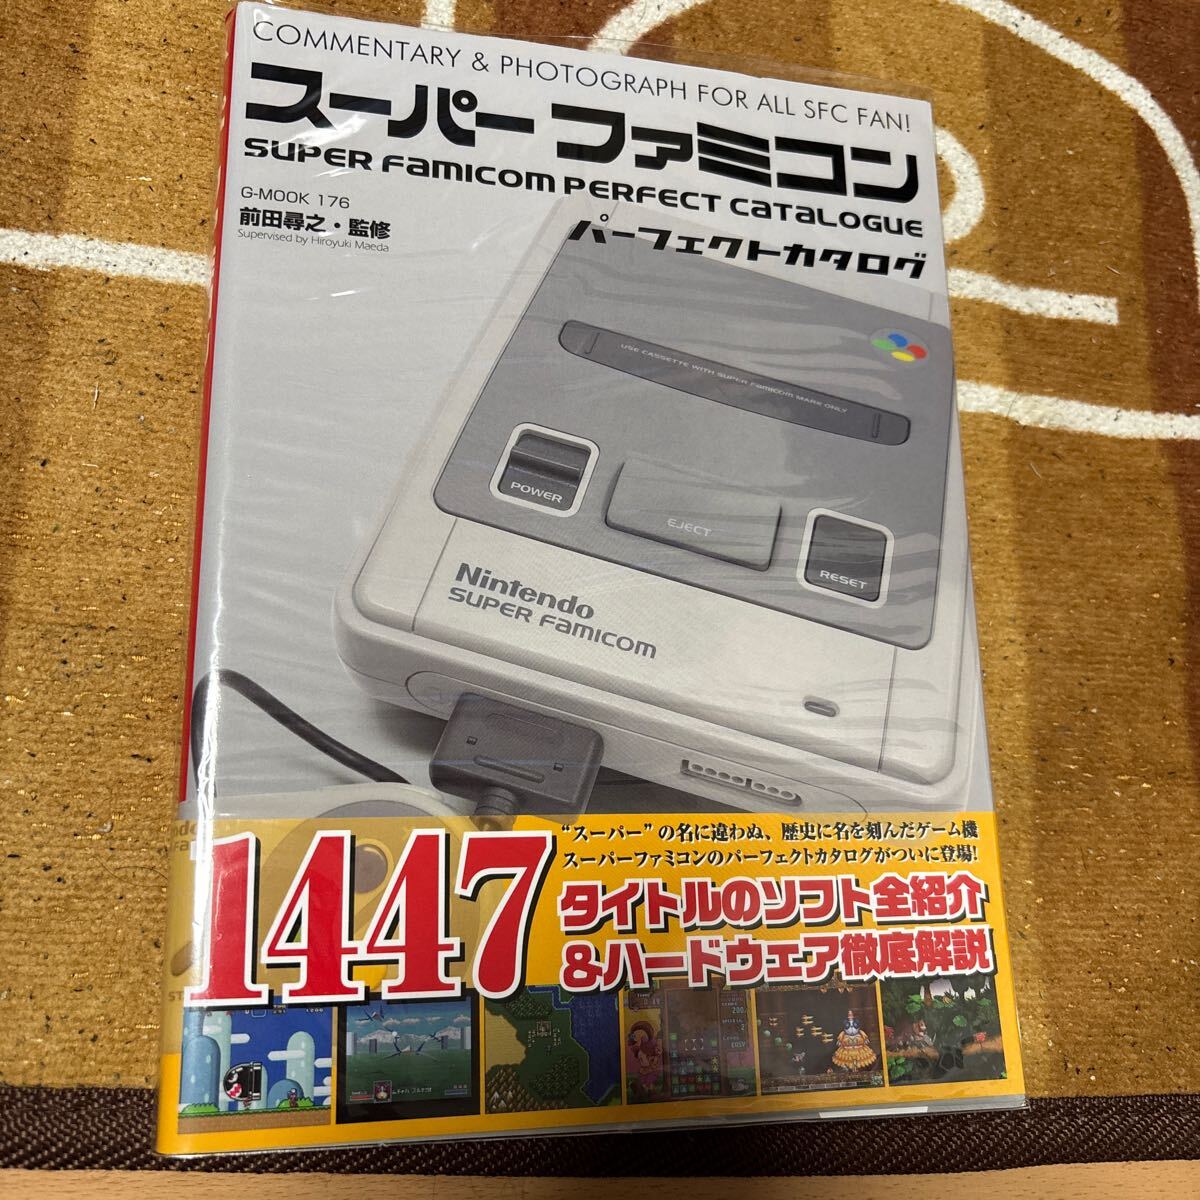 COMMENTARY & PHOTOGRAPH FOR ALL SFC FAN!
スーパーファミコン
SUPER FAMICOM PERFECT CATALOGUE
パーフェクトカタログ
G-MOOK 176
前田尋之・監修
Supervised by Hiroyuki Maeda
USE CASSETTE WITH SUPER FAMICOM MARK ONLY
POWER
EJECT
RESET
Nintendo
SUPER FAMICOM
“スーパー”の名に違わぬ、歴史に名を刻んだゲーム機
スーパーファミコンのパーフェクトカタログがついに登場!
1447
タイトルのソフト全紹介
&ハードウェア徹底解説